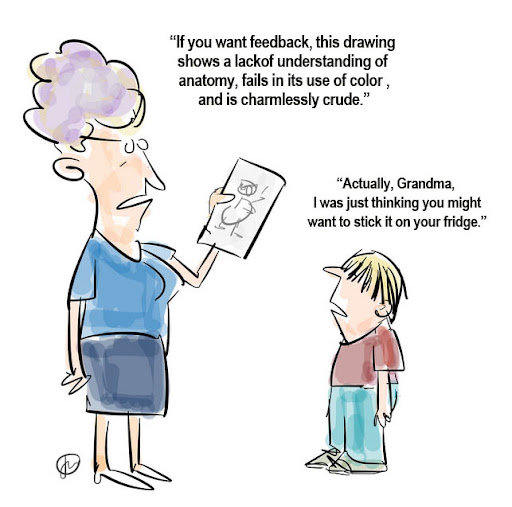 “If you want feedback, this drawing
shows a lackof understanding of
anatomy, fails in its use of color ,
and is charmlessly crude.”
“Actually, Grandma,
I was just thinking you might
want to stick it on your fridge.”